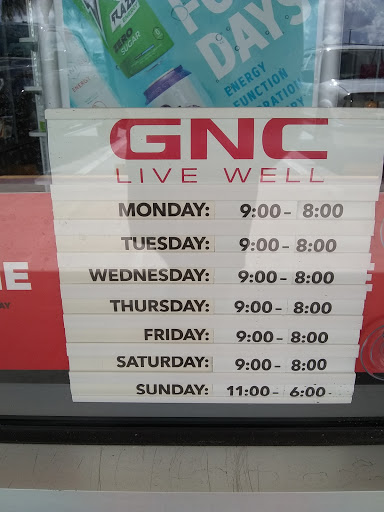 ZERO
SUGAR
DAYS
ENERGY
FUNCTION
GNC
LIVE WELL
MONDAY: 9:00- 8:00
TUESDAY: 9:00- 8:00
WEDNESDAY: 9:00- 8:00
THURSDAY: 9:00- 8:00
FRIDAY: 9:00- 8:00
SATURDAY: 9:00- 8:00
SUNDAY: 11:00- 6:00-